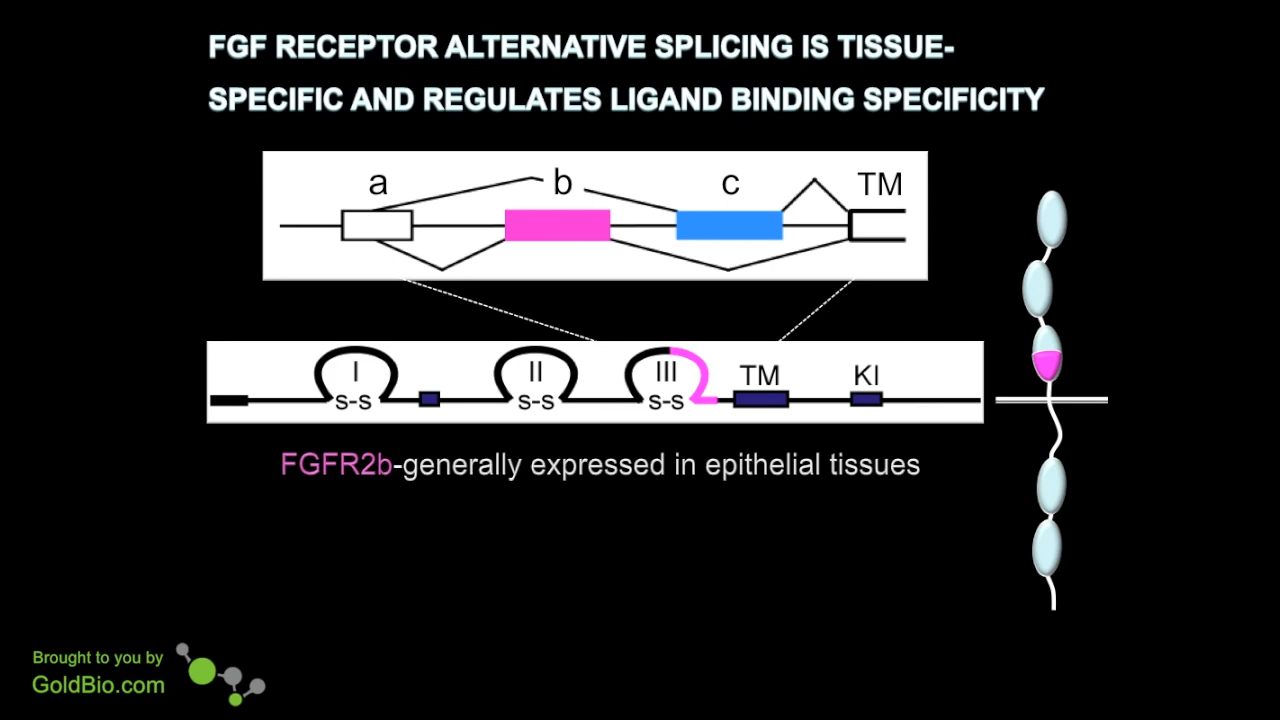 FGF RECEPTOR ALTERNATIVE SPLICING IS TISSUE-
SPECIFIC AND REGULATES LIGAND BINDING SPECIFICITY
a b c TM
I II III TM KI
S-S S-S S-S
FGFR2b-generally expressed in epithelial tissues
Brought to you by
GoldBio.com